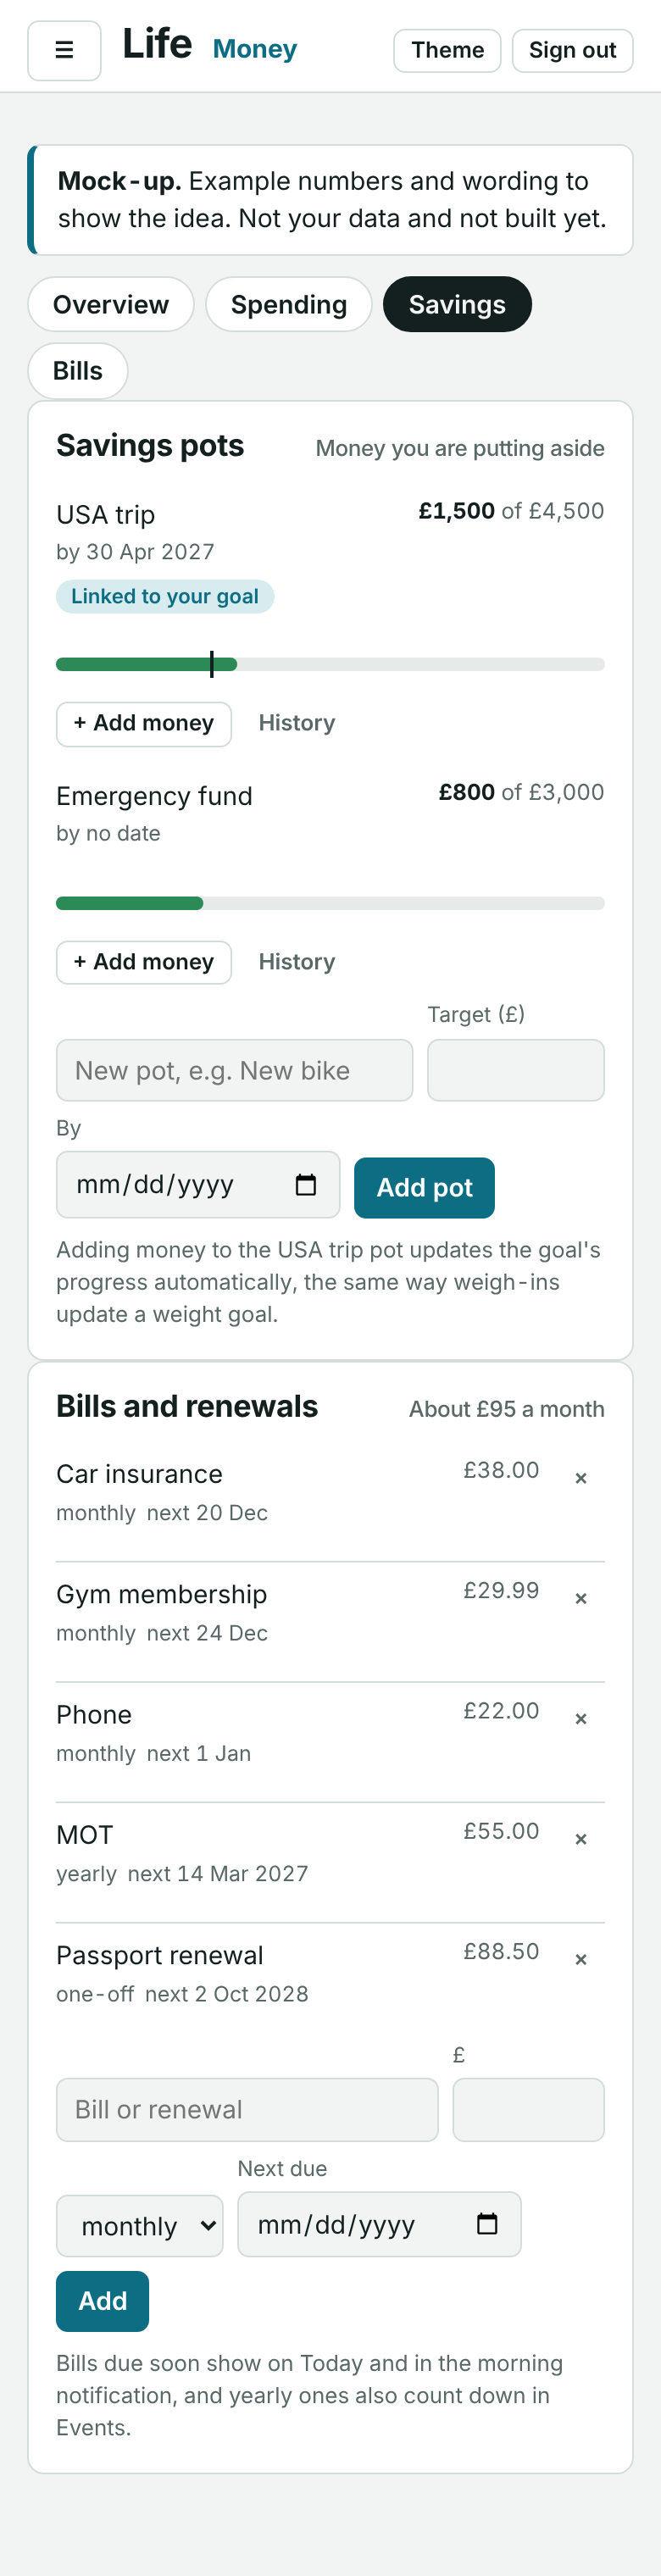 ☰ Life Money Theme Sign out
Mock-up. Example numbers and wording to
show the idea. Not your data and not built yet.
Overview Spending Savings
Bills
Savings pots Money you are putting aside
USA trip £1,500 of £4,500
by 30 Apr 2027
Linked to your goal
+ Add money History
Emergency fund £800 of £3,000
by no date
+ Add money History
Target (£)
New pot, e.g. New bike
By
mm/dd/yyyy Add pot
Adding money to the USA trip pot updates the goal's
progress automatically, the same way weigh-ins
update a weight goal.
Bills and renewals About £95 a month
Car insurance £38.00 ×
monthly next 20 Dec
Gym membership £29.99 ×
monthly next 24 Dec
Phone £22.00 ×
monthly next 1 Jan
MOT £55.00 ×
yearly next 14 Mar 2027
Passport renewal £88.50 ×
one-off next 2 Oct 2028
£
Bill or renewal
Next due
monthly mm/dd/yyyy
Add
Bills due soon show on Today and in the morning
notification, and yearly ones also count down in
Events.